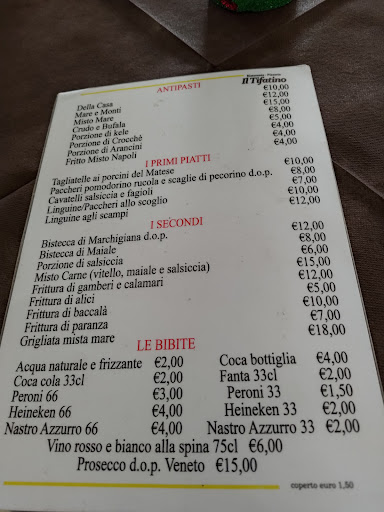 Ristorante - Pizzeria
Il Tifatino
ANTIPASTI
Della Casa €10,00
Mare e Monti €12,00
Misto Mare €15,00
Crudo e Bufala €8,00
Porzione di kele €5,00
Porzione di Crocchè €4,00
Porzione di Arancini €4,00
Fritto Misto Napoli €4,00
I PRIMI PIATTI
Tagliatelle ai porcini del Matese €10,00
Paccheri pomodorino rucola e scaglie di pecorino d.o.p. €8,00
Cavatelli salsiccia e fagioli €7,00
Linguine/Paccheri allo scoglio €10,00
Linguine agli scampi €12,00
I SECONDI
Bistecca di Marchigiana d.o.p. €12,00
Bistecca di Maiale €8,00
Porzione di salsiccia €6,00
Misto Carne (vitello, maiale e salsiccia) €15,00
Frittura di gamberi e calamari €12,00
Frittura di alici €5,00
Frittura di baccalà €10,00
Frittura di paranza €7,00
Grigliata mista mare €18,00
LE BIBITE
Acqua naturale e frizzante €2,00 Coca bottiglia €4,00
Coca cola 33cl €2,00 Fanta 33cl €2,00
Peroni 66 €3,00 Peroni 33 €1,50
Heineken 66 €4,00 Heineken 33 €2,00
Nastro Azzurro 66 €4,00 Nastro Azzurro 33 €2,00
Vino rosso e bianco alla spina 75cl €6,00
Prosecco d.o.p. Veneto €15,00
coperto euro 1,50